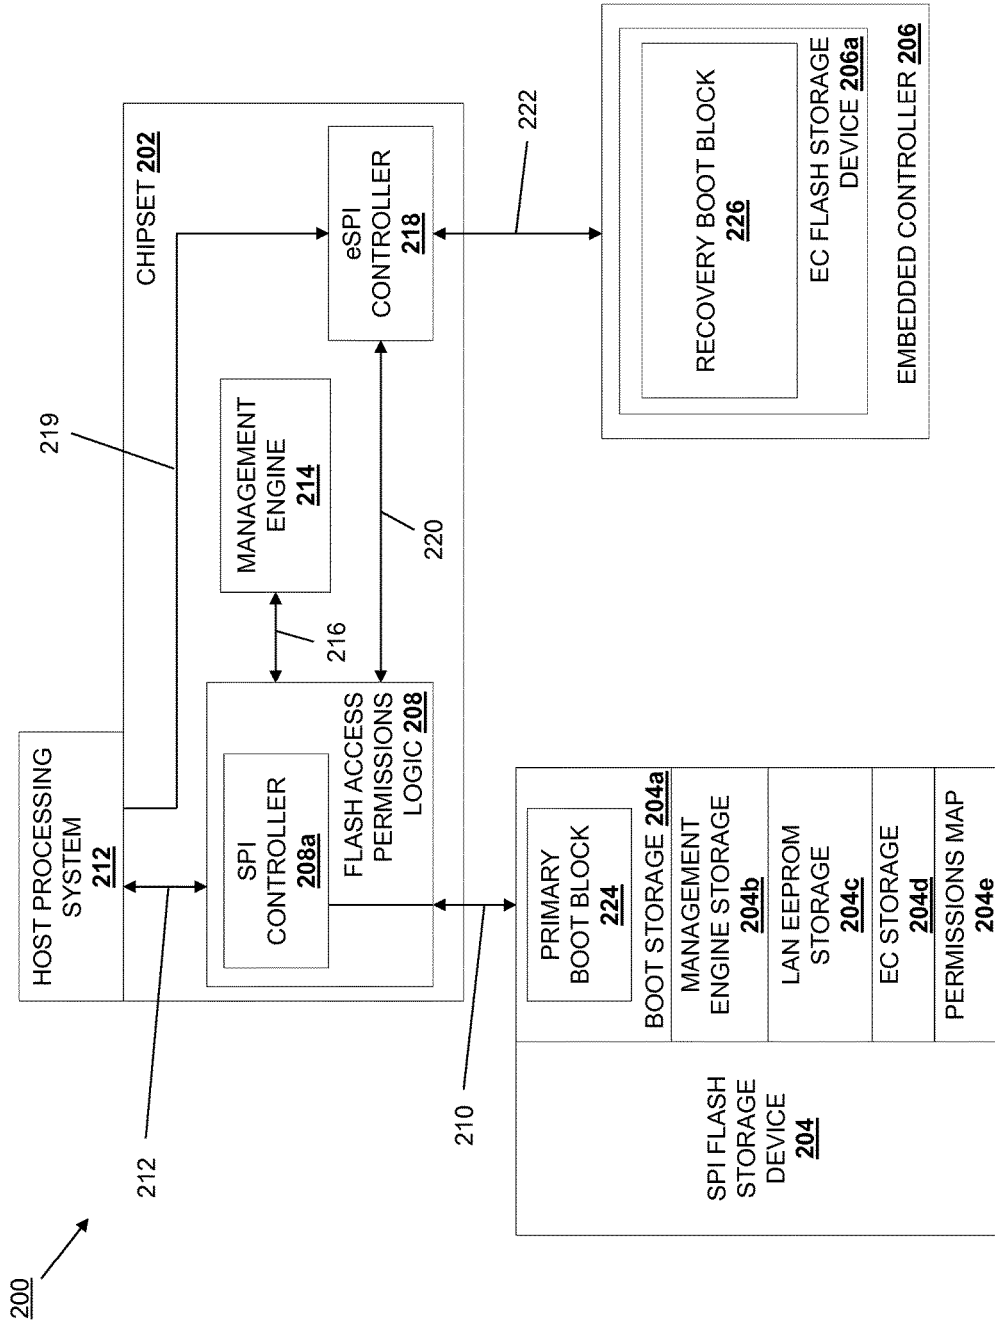 200
HOST PROCESSING
SYSTEM
212
212
219
CHIPSET 202
SPI
CONTROLLER
208a
FLASH ACCESS
PERMISSIONS
LOGIC 208
216
MANAGEMENT
ENGINE
214
220
eSPI
CONTROLLER
218
210
222
SPI FLASH
STORAGE
DEVICE
204
PRIMARY
BOOT BLOCK
224
BOOT STORAGE 204a
MANAGEMENT
ENGINE STORAGE
204b
LAN EEPROM
STORAGE
204c
EC STORAGE
204d
PERMISSIONS MAP
204e
RECOVERY BOOT BLOCK
226
EC FLASH STORAGE
DEVICE 206a
EMBEDDED CONTROLLER 206